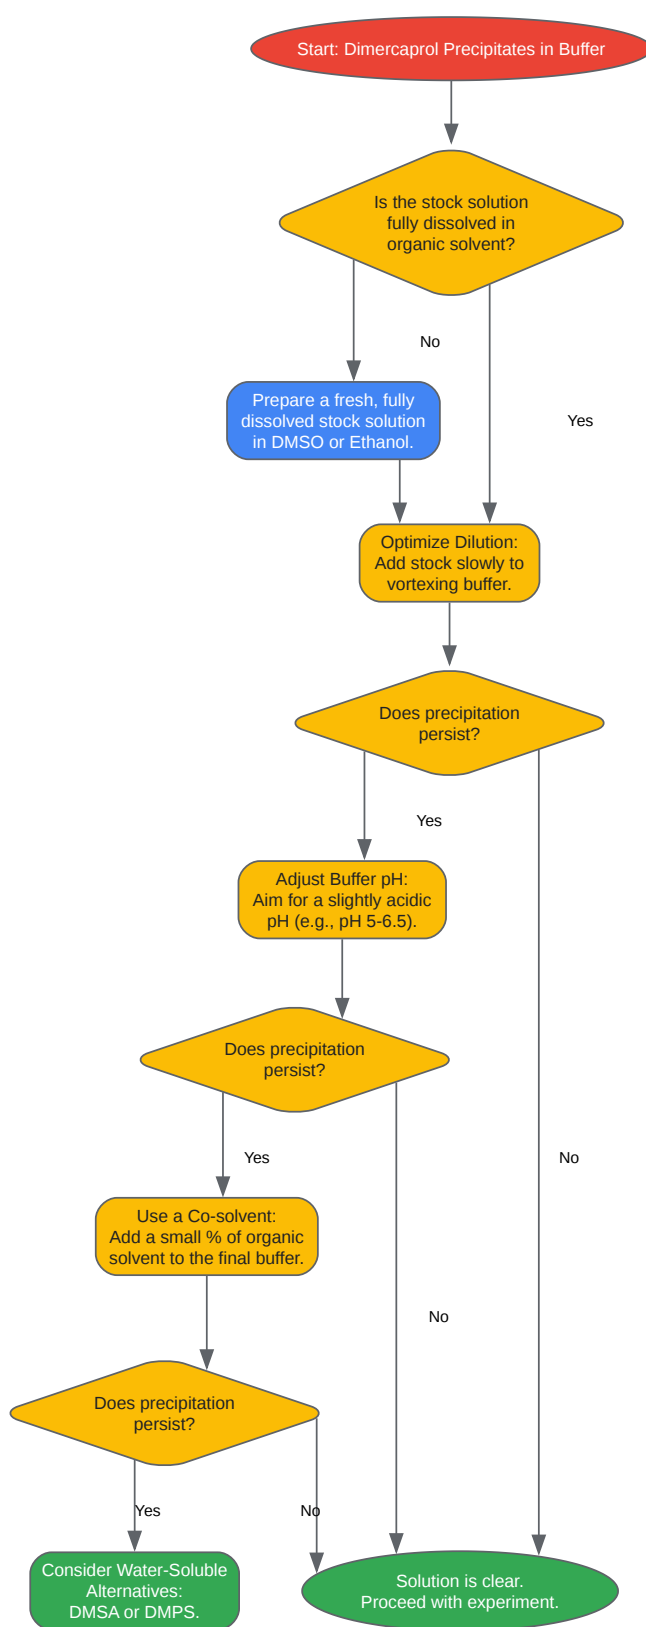 Start: Dimercaprol Precipitates in Buffer
Is the stock solution
fully dissolved in
organic solvent?
No
Yes
Prepare a fresh, fully
dissolved stock solution
in DMSO or Ethanol.
Optimize Dilution:
Add stock slowly to
vortexing buffer.
Does precipitation
persist?
Yes
Adjust Buffer pH:
Aim for a slightly acidic
pH (e.g., pH 5-6.5).
Does precipitation
persist?
Yes
No
Use a Co-solvent:
Add a small % of organic
solvent to the final buffer.
No
Does precipitation
persist?
Yes
No
Consider Water-Soluble
Alternatives:
DMSA or DMPS.
Solution is clear.
Proceed with experiment.